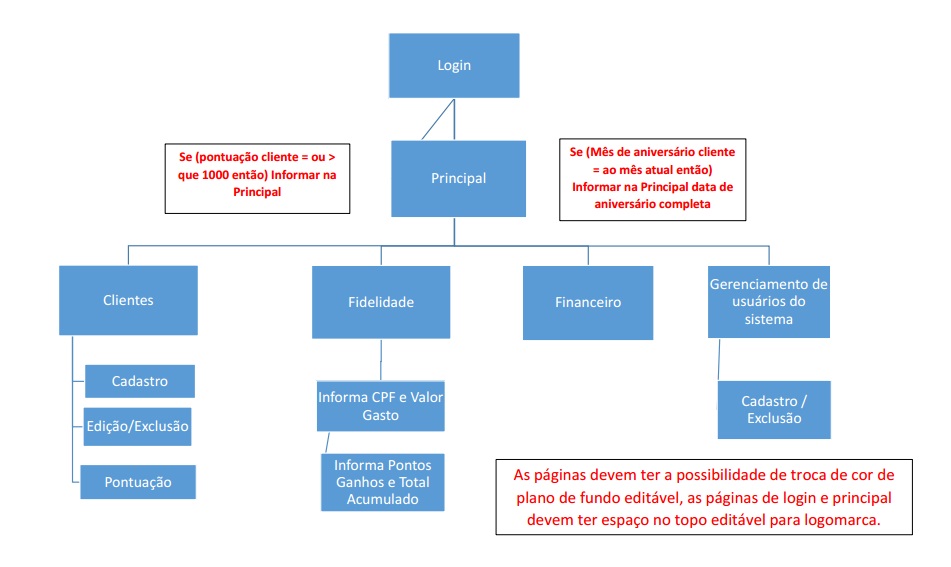 Login
Se (pontuação cliente = ou >
que 1000 então) Informar na
Principal
Principal
Se (Mês de aniversário cliente
= ao mês atual então)
Informar na Principal data de
aniversário completa
Clientes
Fidelidade
Financeiro
Gerenciamento de
usuários do
sistema
Cadastro
Edição/Exclusão
Pontuação
Informa CPF e Valor
Gasto
Informa Pontos
Ganhos e Total
Acumulado
Cadastro /
Exclusão
As páginas devem ter a possibilidade de troca de cor de
plano de fundo editável, as páginas de login e principal
devem ter espaço no topo editável para logomarca.